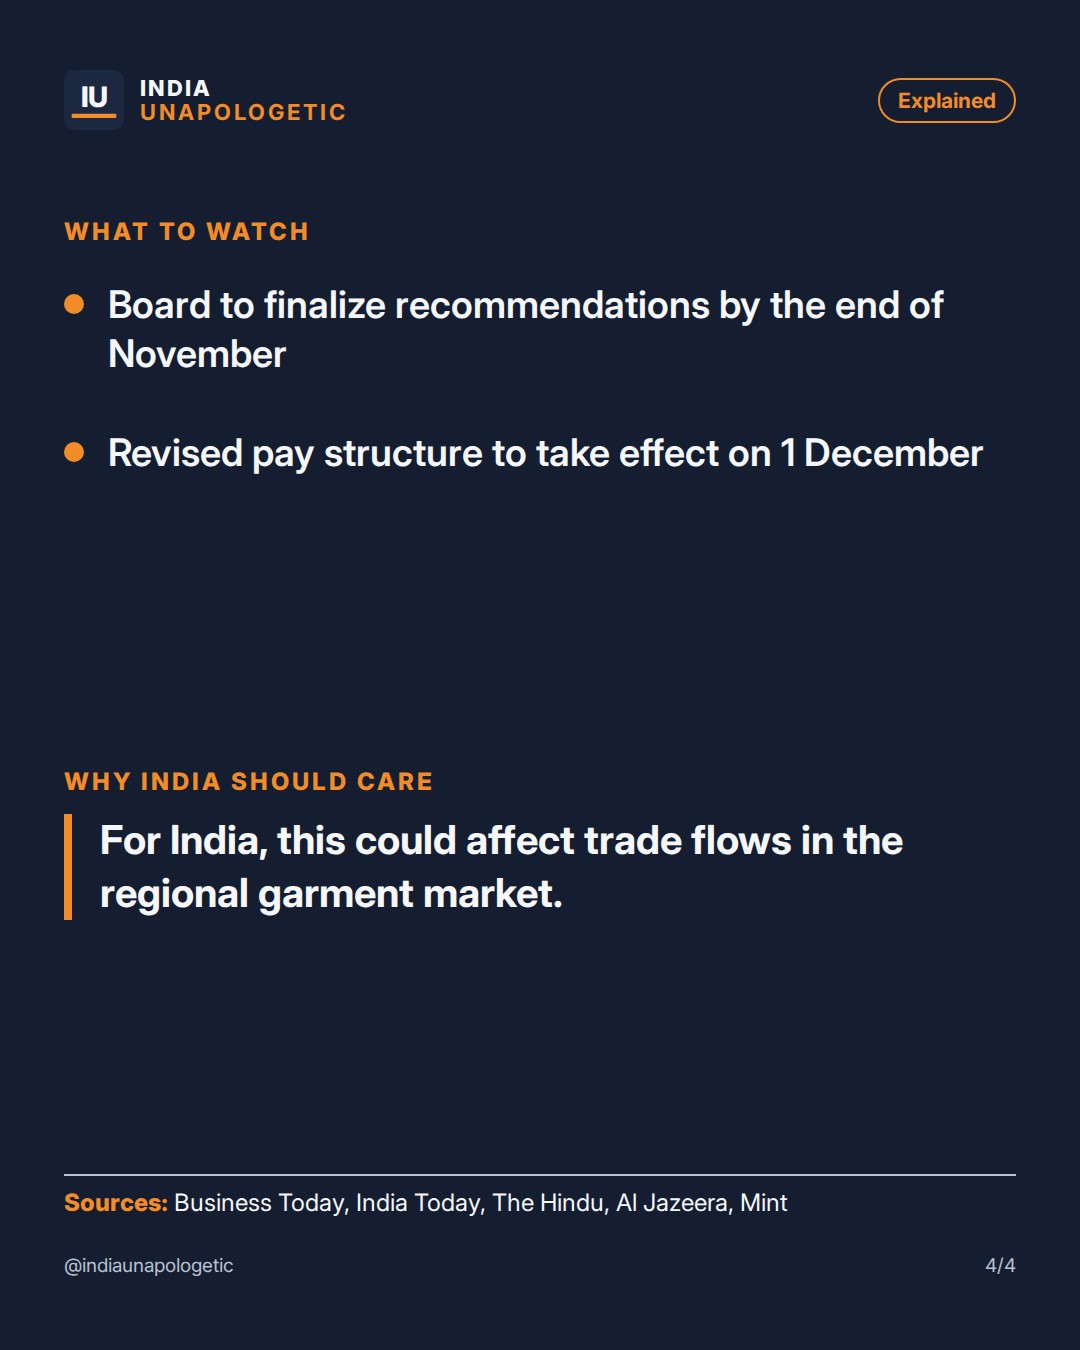 IU
INDIA
UNAPOLOGETIC
Explained
WHAT TO WATCH
Board to finalize recommendations by the end of
November
Revised pay structure to take effect on 1 December
WHY INDIA SHOULD CARE
For India, this could affect trade flows in the
regional garment market.
Sources: Business Today, India Today, The Hindu, Al Jazeera, Mint
@indiaunapologetic
4/4